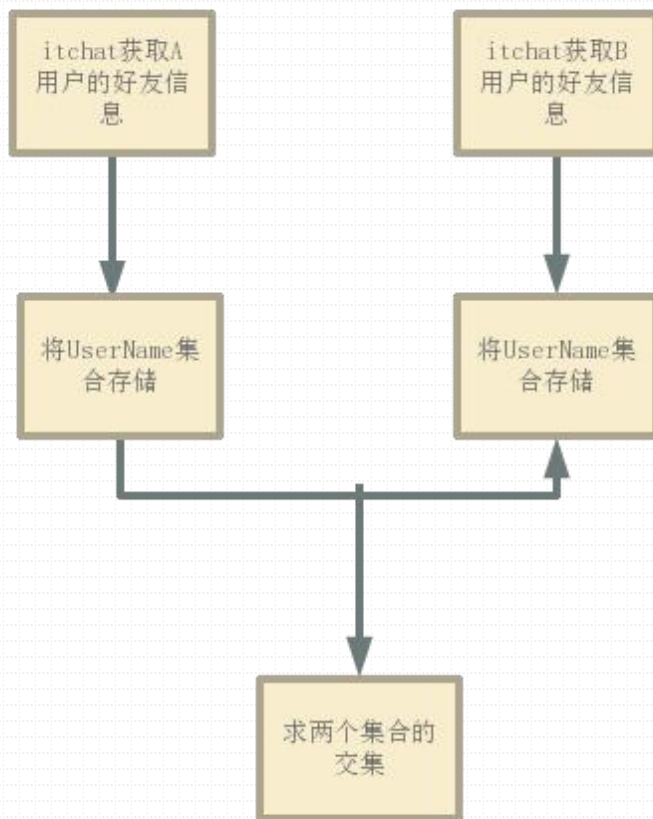 itchat获取A
用户的好友信
息
itchat获取B
用户的好友信
息
将UserName集
合存储
将UserName集
合存储
求两个集合的
交集